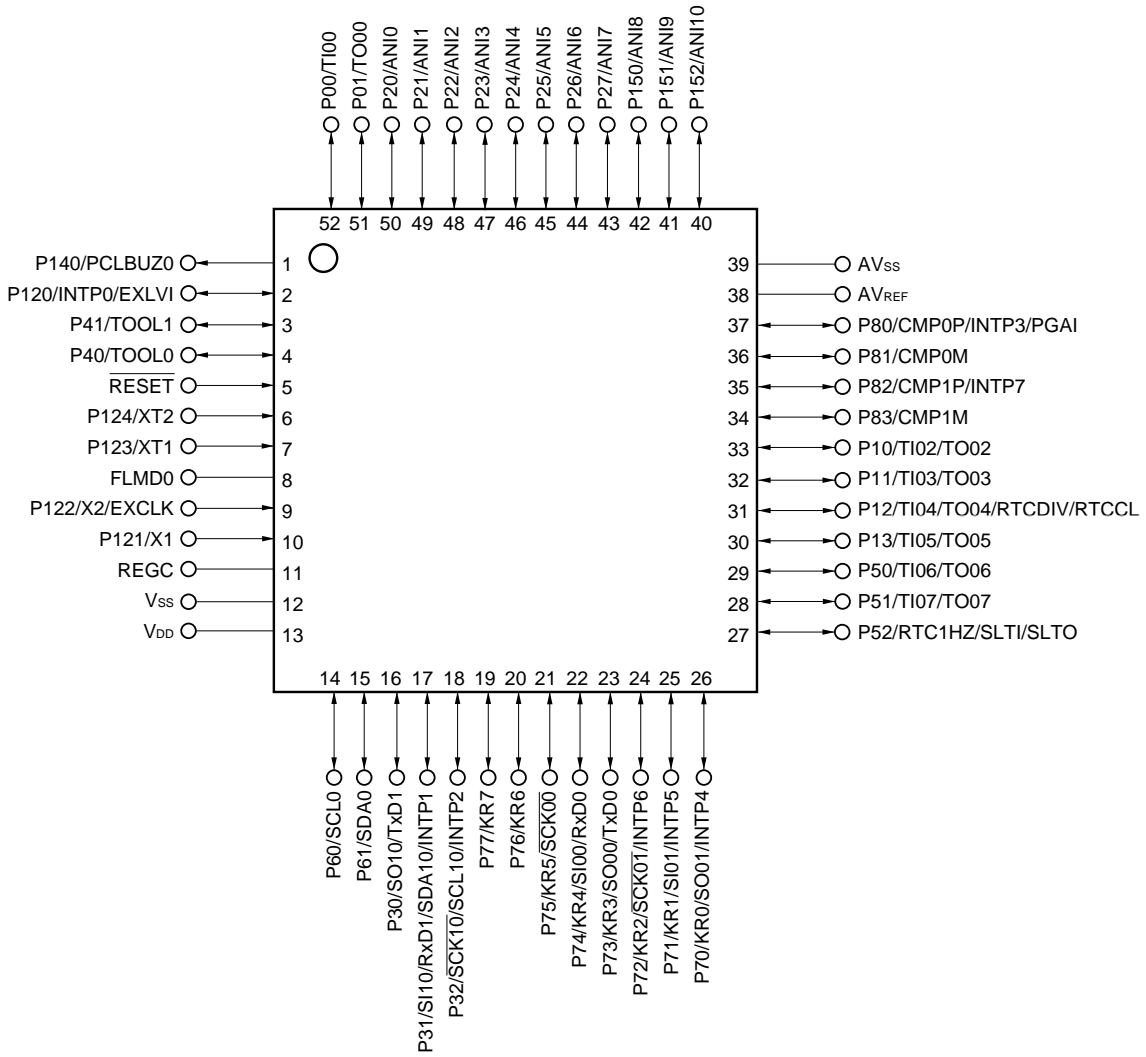 P00/TI00
P01/TO00
P20/ANI0
P21/ANI1
P22/ANI2
P23/ANI3
P24/ANI4
P25/ANI5
P26/ANI6
P27/ANI7
P150/ANI8
P151/ANI9
P152/ANI10
52 51 50 49 48 47 46 45 44 43 42 41 40
P140/PCLBUZ0 1
P120/INTP0/EXLVI 2
P41/TOOL1 3
P40/TOOL0 4
RESET 5
P124/XT2 6
P123/XT1 7
FLMD0 8
P122/X2/EXCLK 9
P121/X1 10
REGC 11
VSS 12
VDD 13
39 AVSS
38 AVREF
37 P80/CMP0P/INTP3/PGAI
36 P81/CMP0M
35 P82/CMP1P/INTP7
34 P83/CMP1M
33 P10/TI02/TO02
32 P11/TI03/TO03
31 P12/TI04/TO04/RTCDIV/RTCCL
30 P13/TI05/TO05
29 P50/TI06/TO06
28 P51/TI07/TO07
27 P52/RTC1HZ/SLTI/SLTO
14 15 16 17 18 19 20 21 22 23 24 25 26
P60/SCL0
P61/SDA0
P30/SO10/TxD1
P31/SI10/RxD1/SDA10/INTP1
P32/SCK10/SCL10/INTP2
P77/KR7
P76/KR6
P75/KR5/SCK00
P74/KR4/SI00/RxD0
P73/KR3/SO00/TxD0
P72/KR2/SCK01/INTP6
P71/KR1/SI01/INTP5
P70/KR0/SO01/INTP4